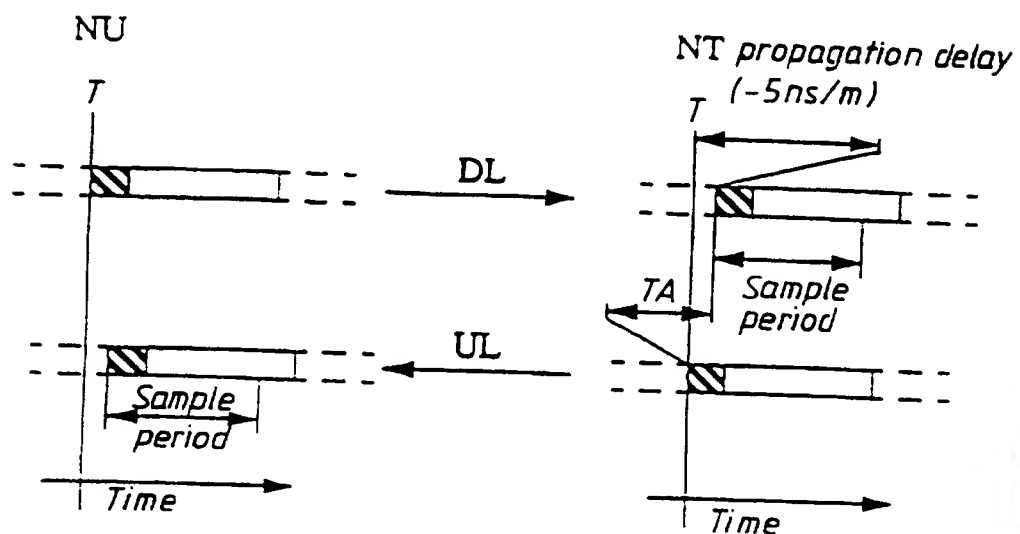 NU
NT propagation delay
(-5ns/m)
T
T
DL
TA
Sample
period
UL
Sample
period
Time
Time